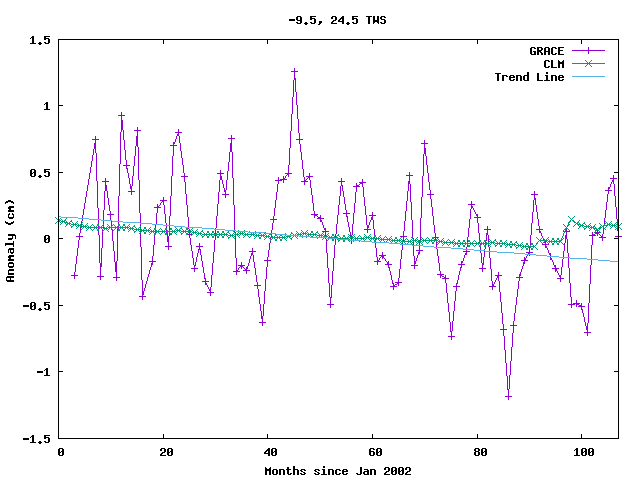 -9.5, 24.5 TWS
GRACE
CLM
Trend Line
1.5
1
0.5
0
-0.5
-1
-1.5
Anomaly (cm)
0 20 40 60 80 100
Months since Jan 2002